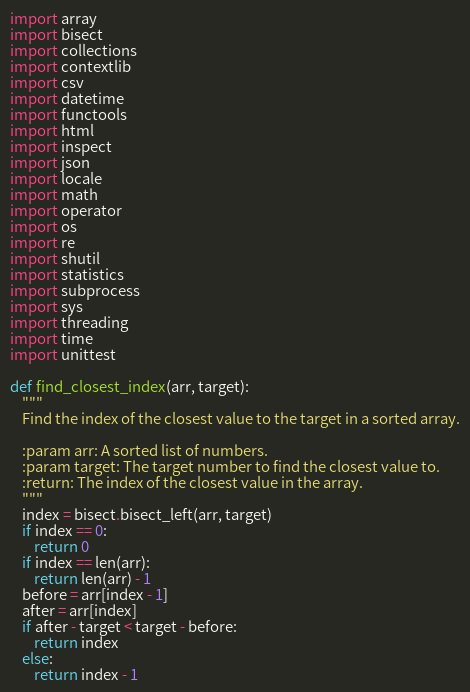 import array
import bisect
import collections
import contextlib
import csv
import datetime
import functools
import html
import inspect
import json
import locale
import math
import operator
import os
import re
import shutil
import statistics
import subprocess
import sys
import threading
import time
import unittest

def find_closest_index(arr, target):
    """
    Find the index of the closest value to the target in a sorted array.

    :param arr: A sorted list of numbers.
    :param target: The target number to find the closest value to.
    :return: The index of the closest value in the array.
    """
    index = bisect.bisect_left(arr, target)
    if index == 0:
        return 0
    if index == len(arr):
        return len(arr) - 1
    before = arr[index - 1]
    after = arr[index]
    if after - target < target - before:
        return index
    else:
        return index - 1